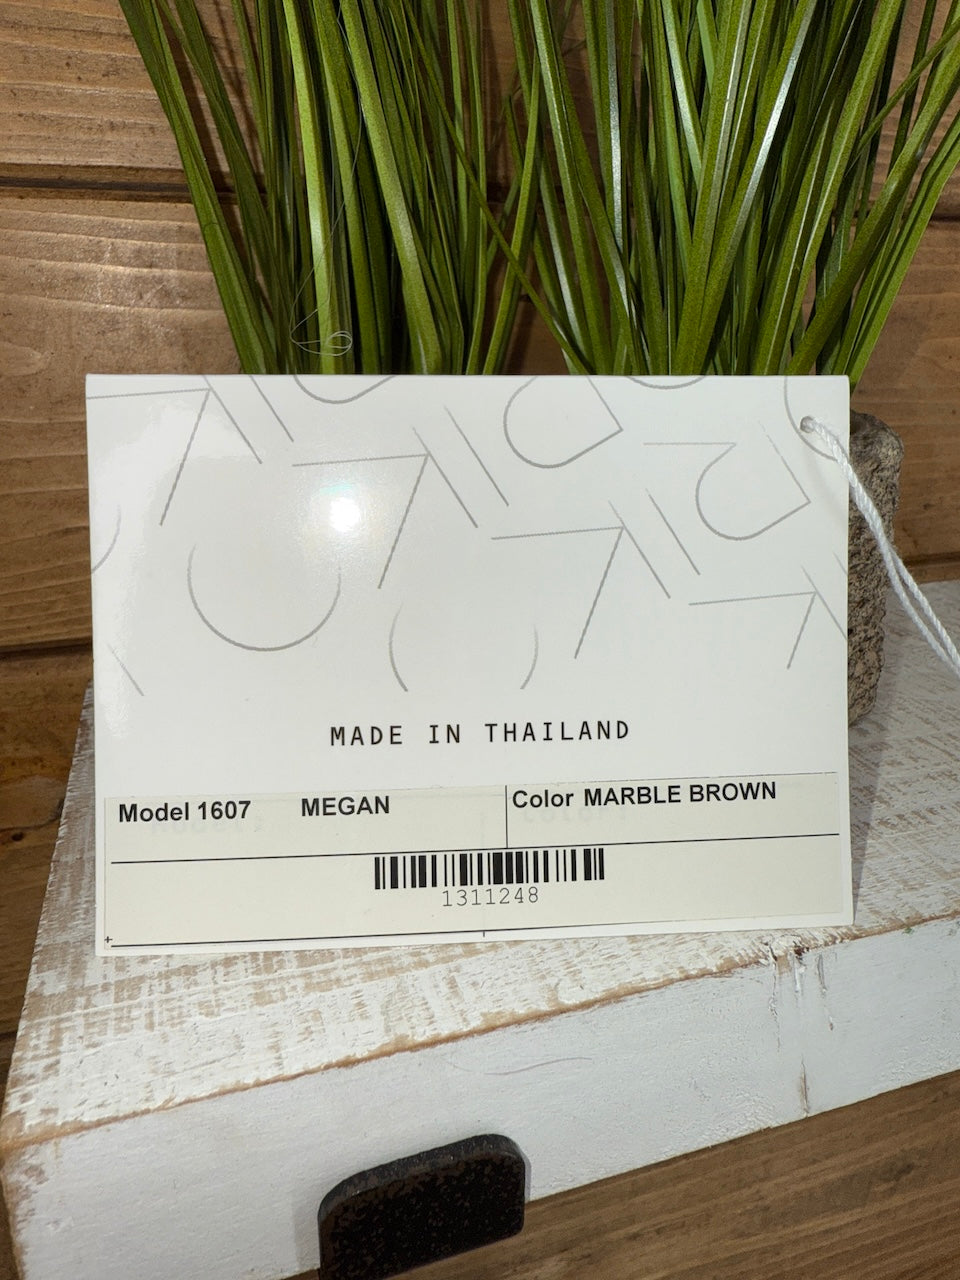 MADE IN THAILAND
Model 1607 MEGAN
Color MARBLE BROWN
1311248